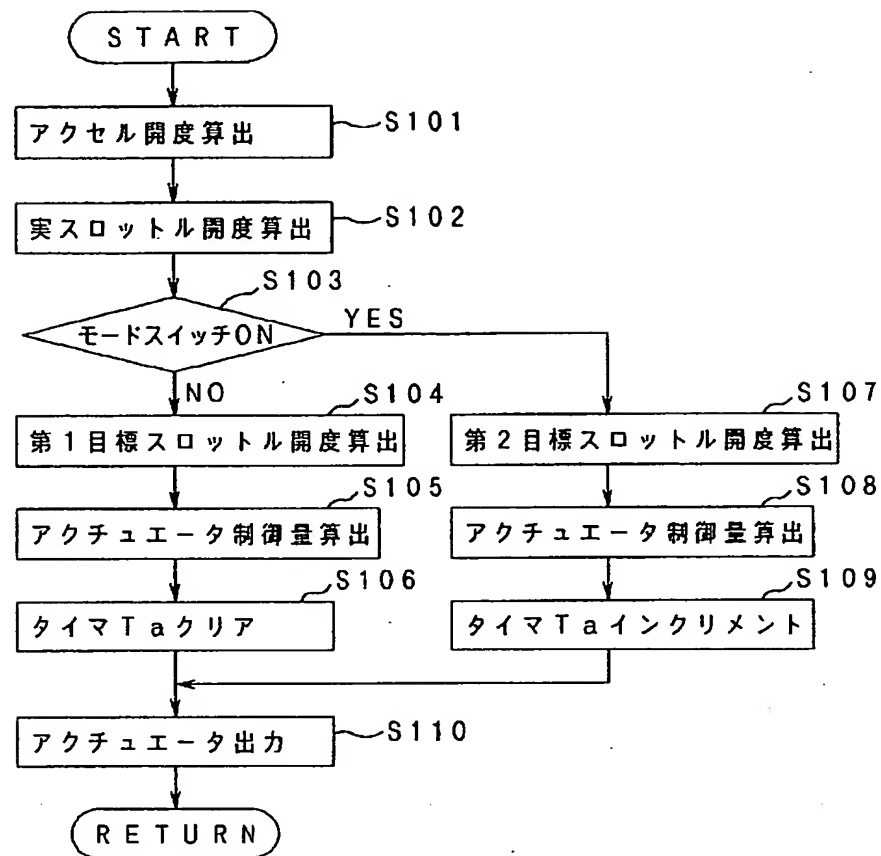 START
アクセル開度算出
S101
実スロットル開度算出
S102
S103
モードスイッチON
YES
NO
S104
第1目標スロットル開度算出
S105
アクチュエータ制御量算出
S106
タイマTaクリア
S107
第2目標スロットル開度算出
S108
アクチュエータ制御量算出
S109
タイマTaインクリメント
アクチュエータ出力
S110
RETURN